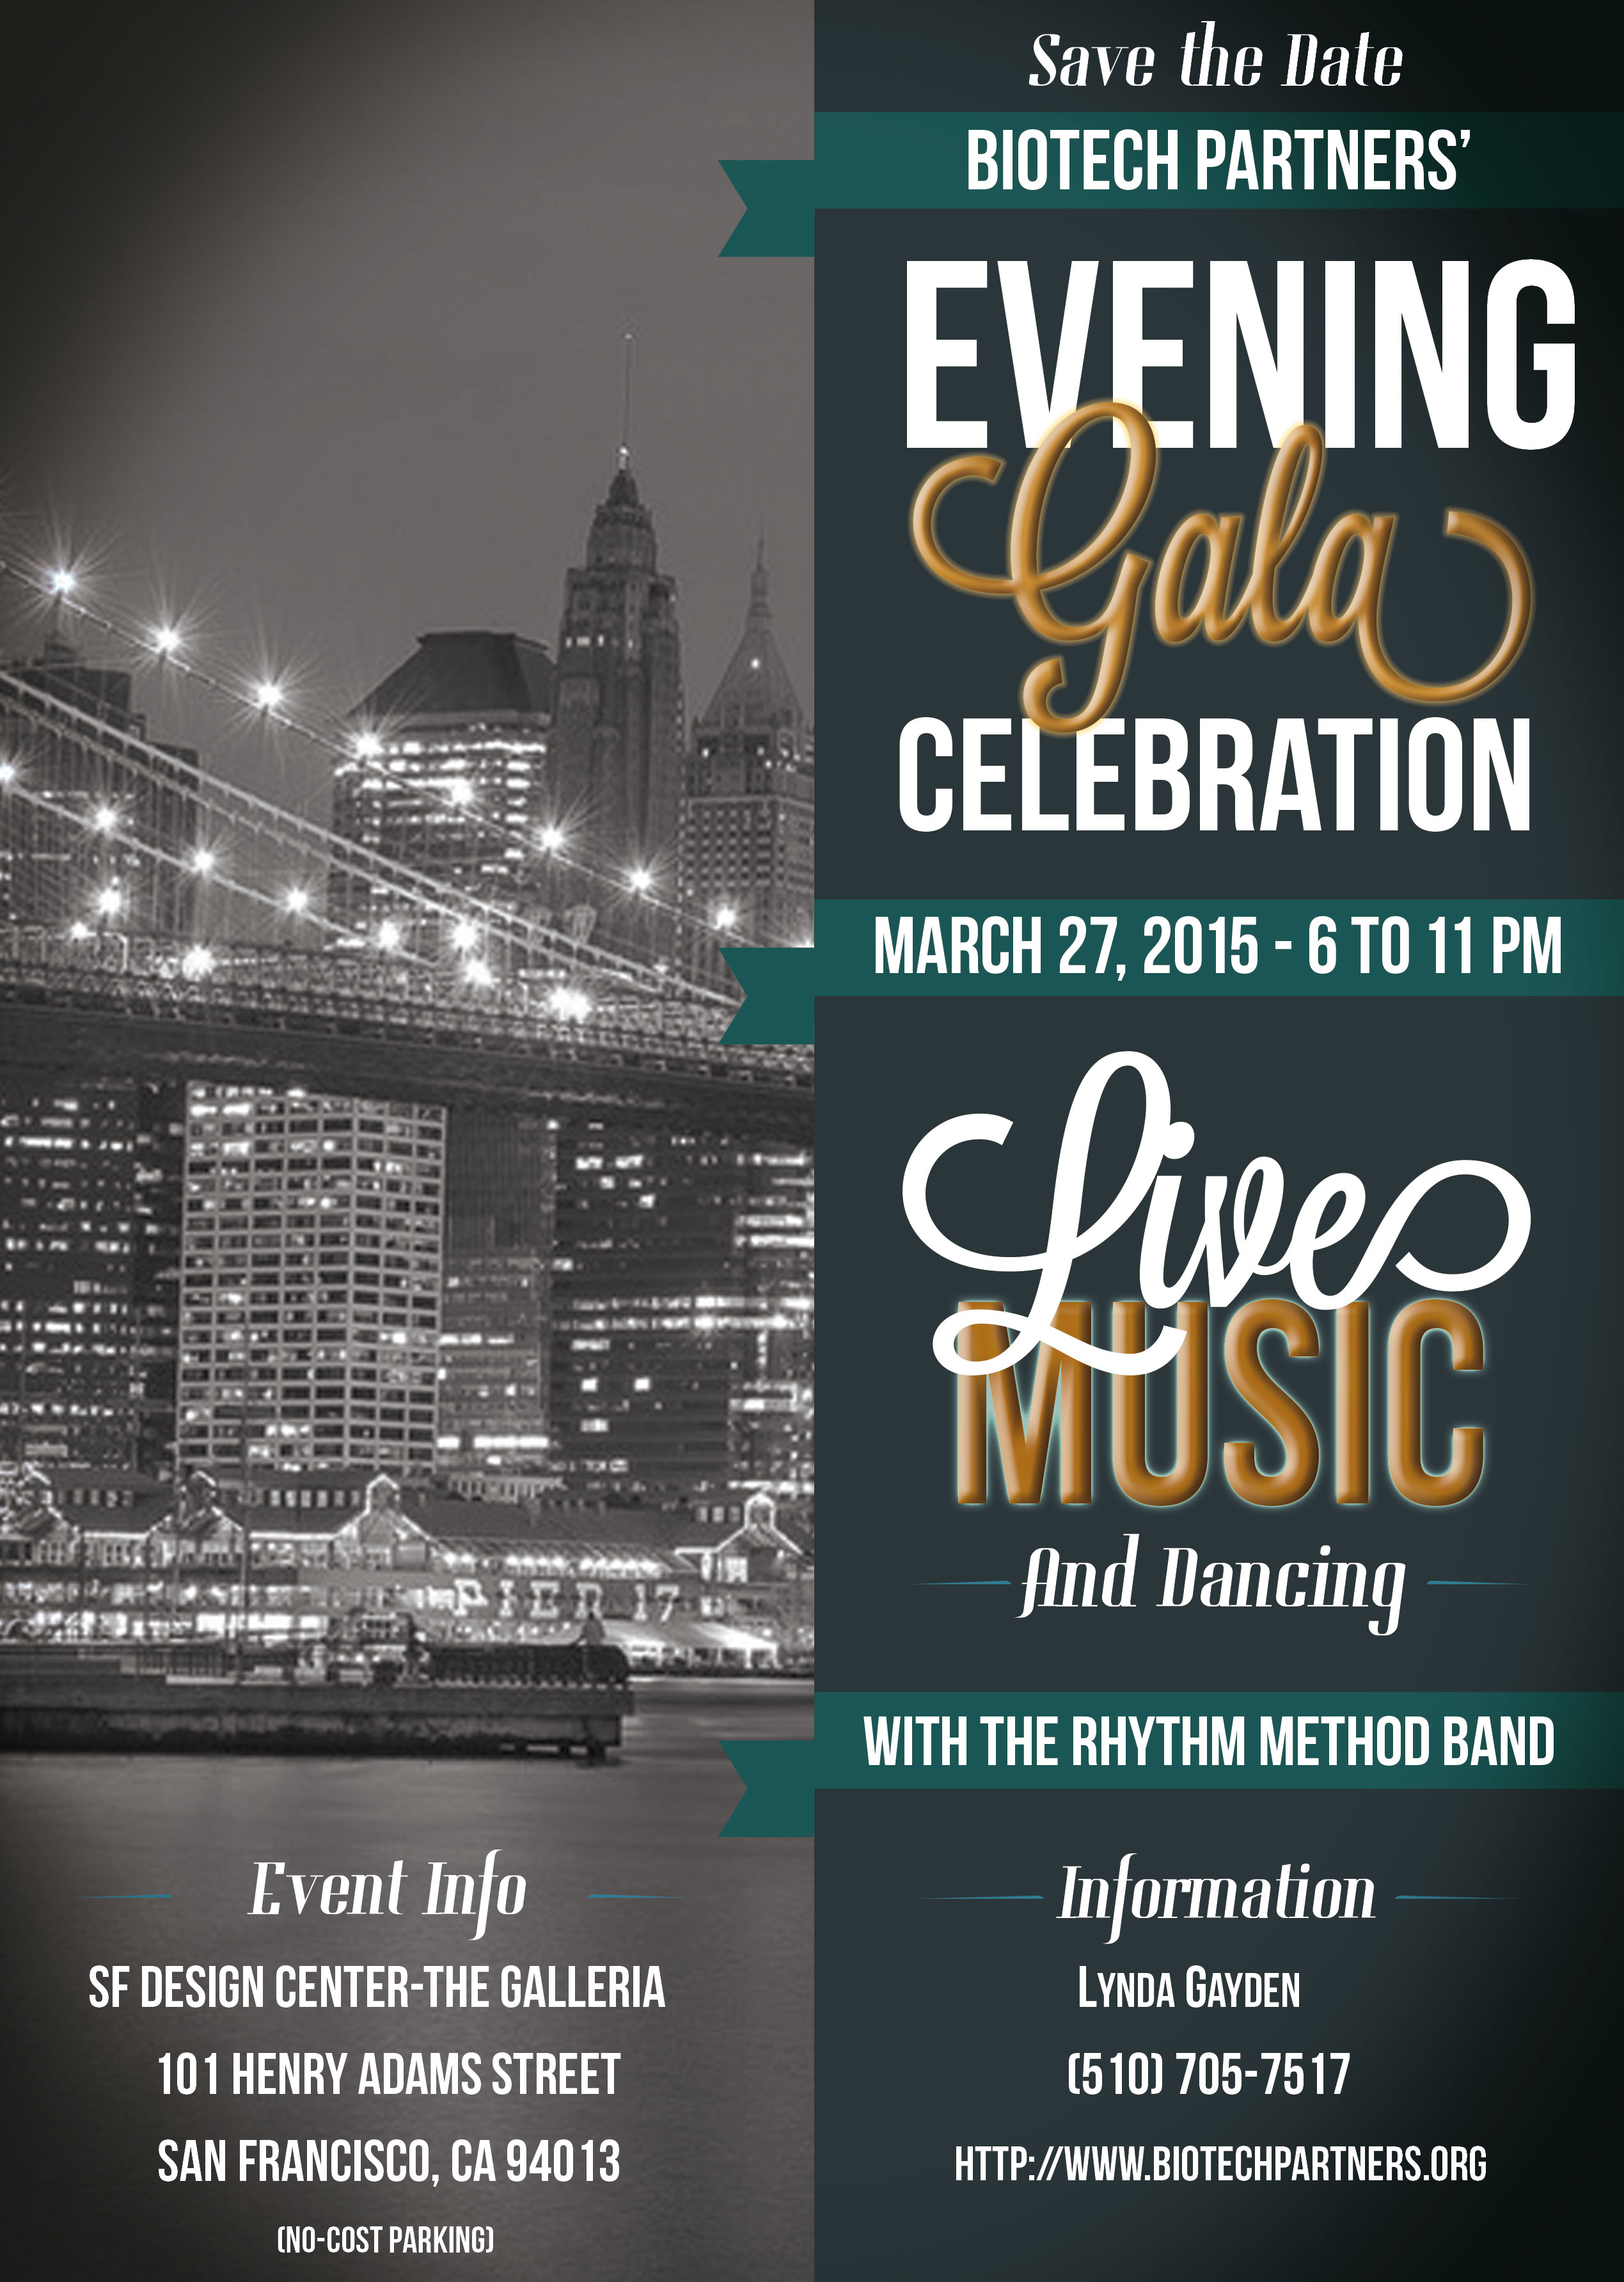 Save the Date
BIOTECH PARTNERS’
EVENING
Gala
CELEBRATION
MARCH 27, 2015 - 6 TO 11 PM
Live
MUSIC
And Dancing
WITH THE RHYTHM METHOD BAND
PIER 17
Event Info
SF DESIGN CENTER-THE GALLERIA
101 HENRY ADAMS STREET
SAN FRANCISCO, CA 94013
(NO-COST PARKING)
Information
LYNDA GAYDEN
(510) 705-7517
HTTP://WWW.BIOTECHPARTNERS.ORG